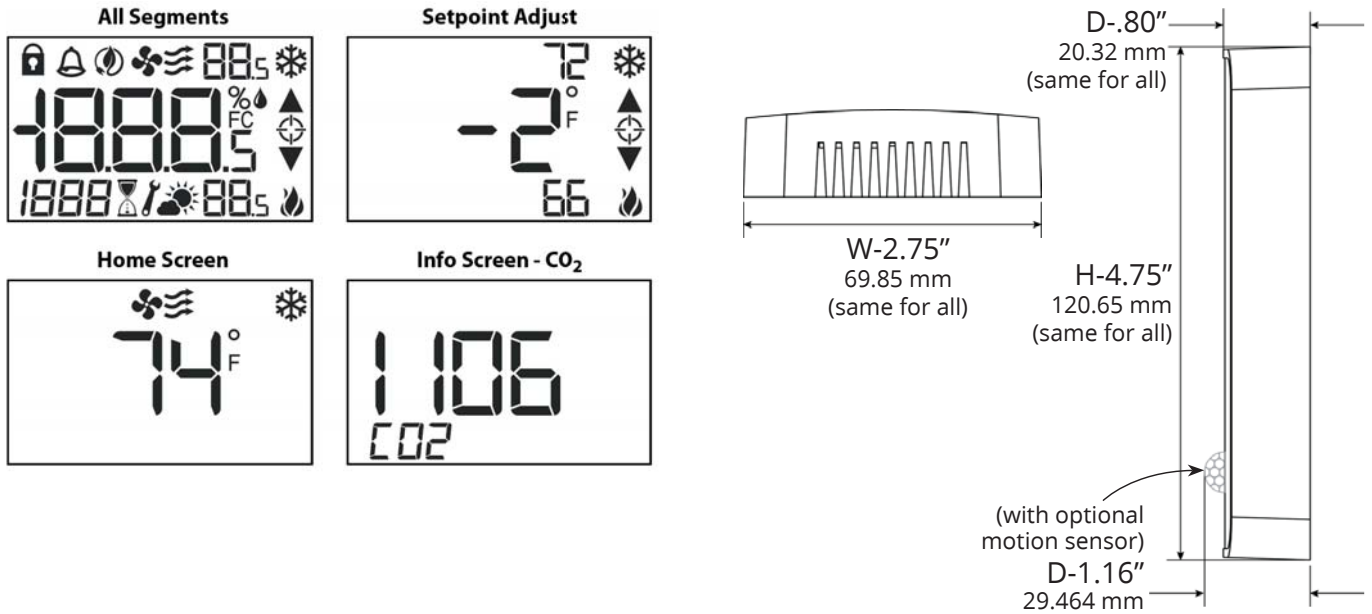 All Segments
88.5
-188.8.5
%
FC
1888
88.5
Setpoint Adjust
72
-2°F
66
Home Screen
74°F
Info Screen - CO2
1106
CO2
W-2.75”
69.85 mm
(same for all)
D-.80”
20.32 mm
(same for all)
H-4.75”
120.65 mm
(same for all)
(with optional
motion sensor)
D-1.16”
29.464 mm